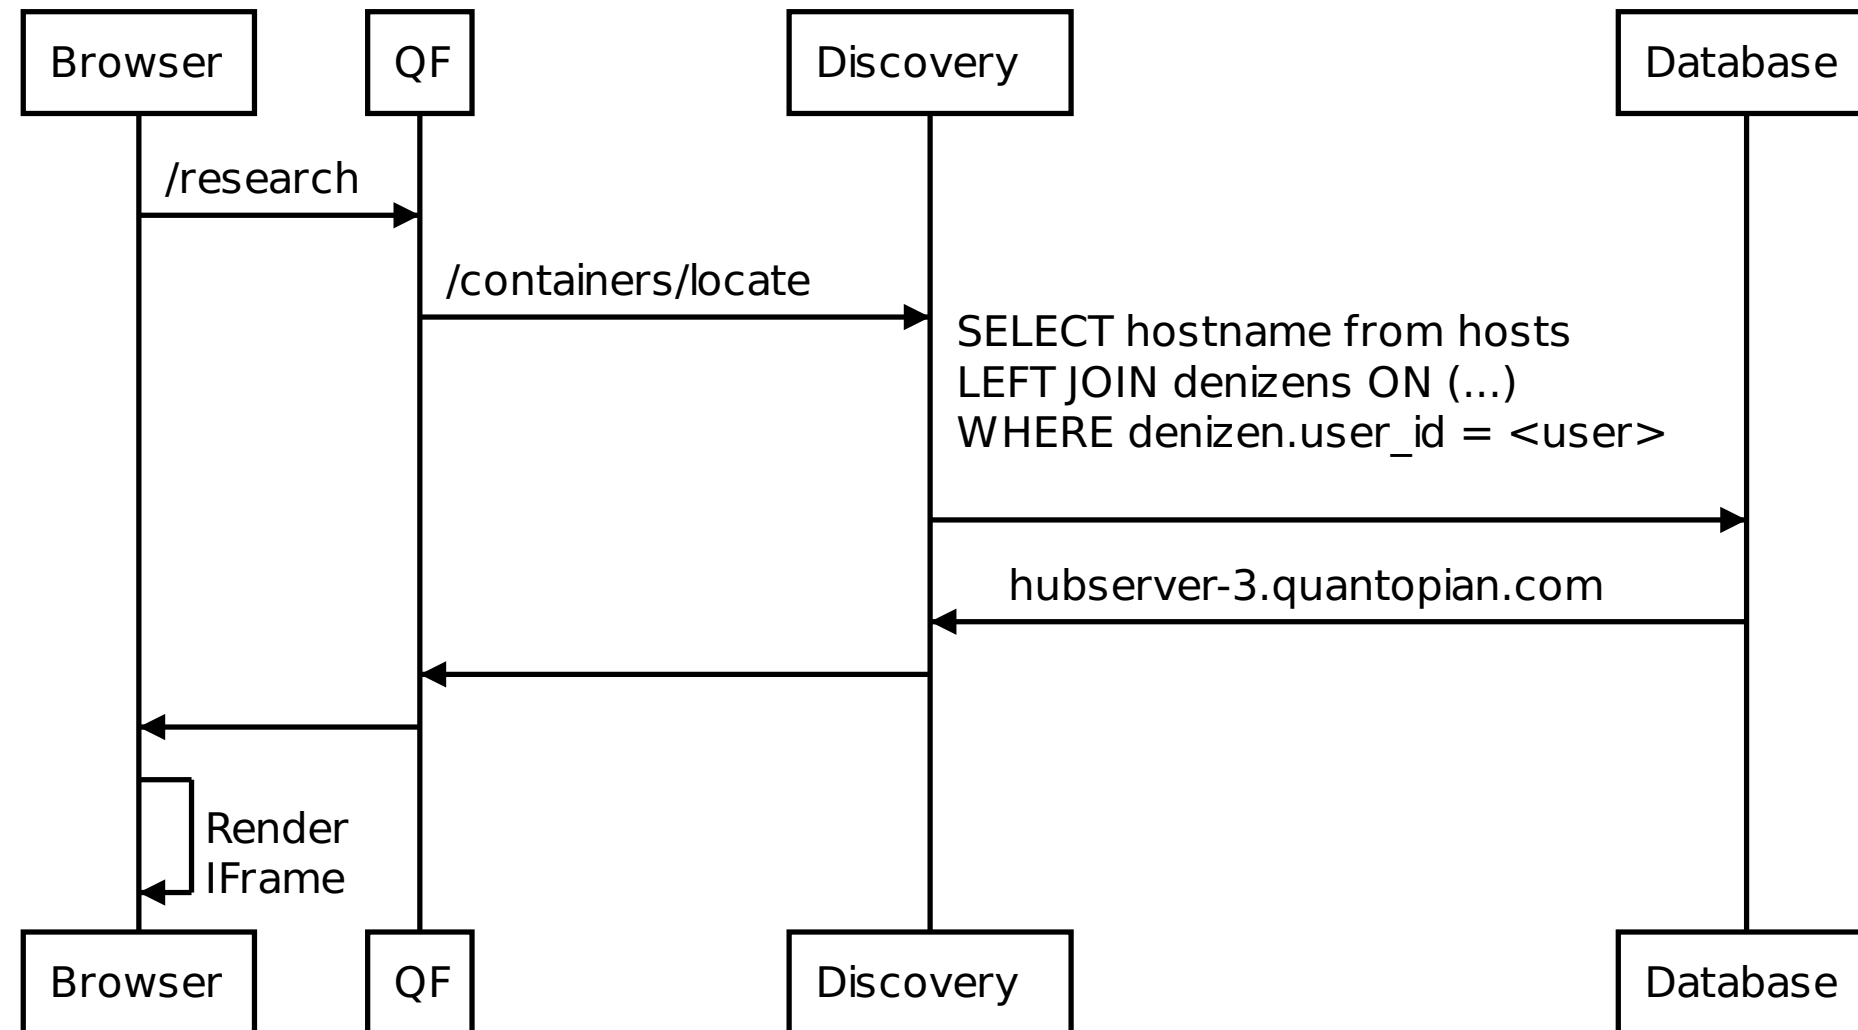 Browser
QF
Discovery
Database
/research
/containers/locate
SELECT hostname from hosts
LEFT JOIN denizens ON (...)
WHERE denizen.user_id = <user>
hubserver-3.quantopian.com
Render
IFrame
Browser
QF
Discovery
Database